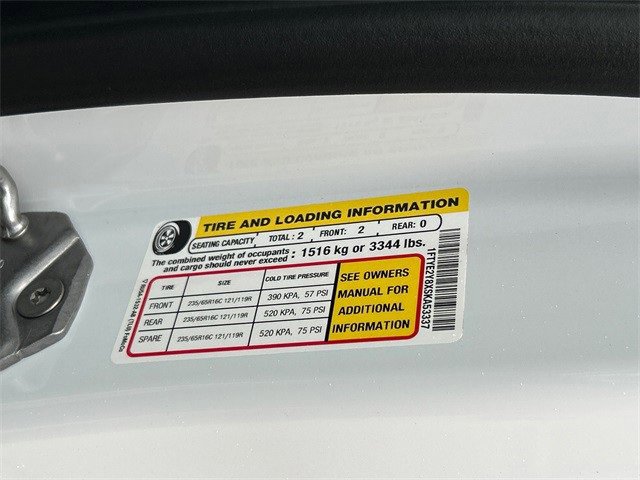 TIRE AND LOADING INFORMATION
SEATING CAPACITY TOTAL: 2 FRONT: 2 REAR: 0
The combined weight of occupants and cargo should never exceed : 1516 kg or 3344 lbs.
TIRE SIZE COLD TIRE PRESSURE
FRONT 235/65R16C 121/119R 390 KPA, 57 PSI
REAR 235/65R16C 121/119R 520 KPA, 75 PSI
SPARE 235/65R16C 121/119R 520 KPA, 75 PSI
SEE OWNERS
MANUAL FOR
ADDITIONAL
INFORMATION